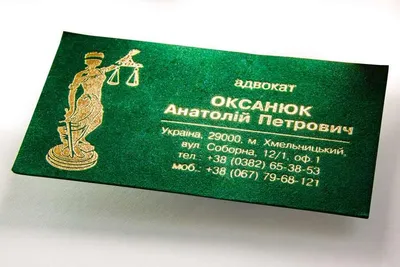 адвокат
ОКСАНЮК
Анатолій Петрович
Україна, 29000, м. Хмельницький,
вул. Соборна, 12/1, оф.1
тел.: +38 (0382) 65-38-53
моб.: +38 (067) 79-68-121